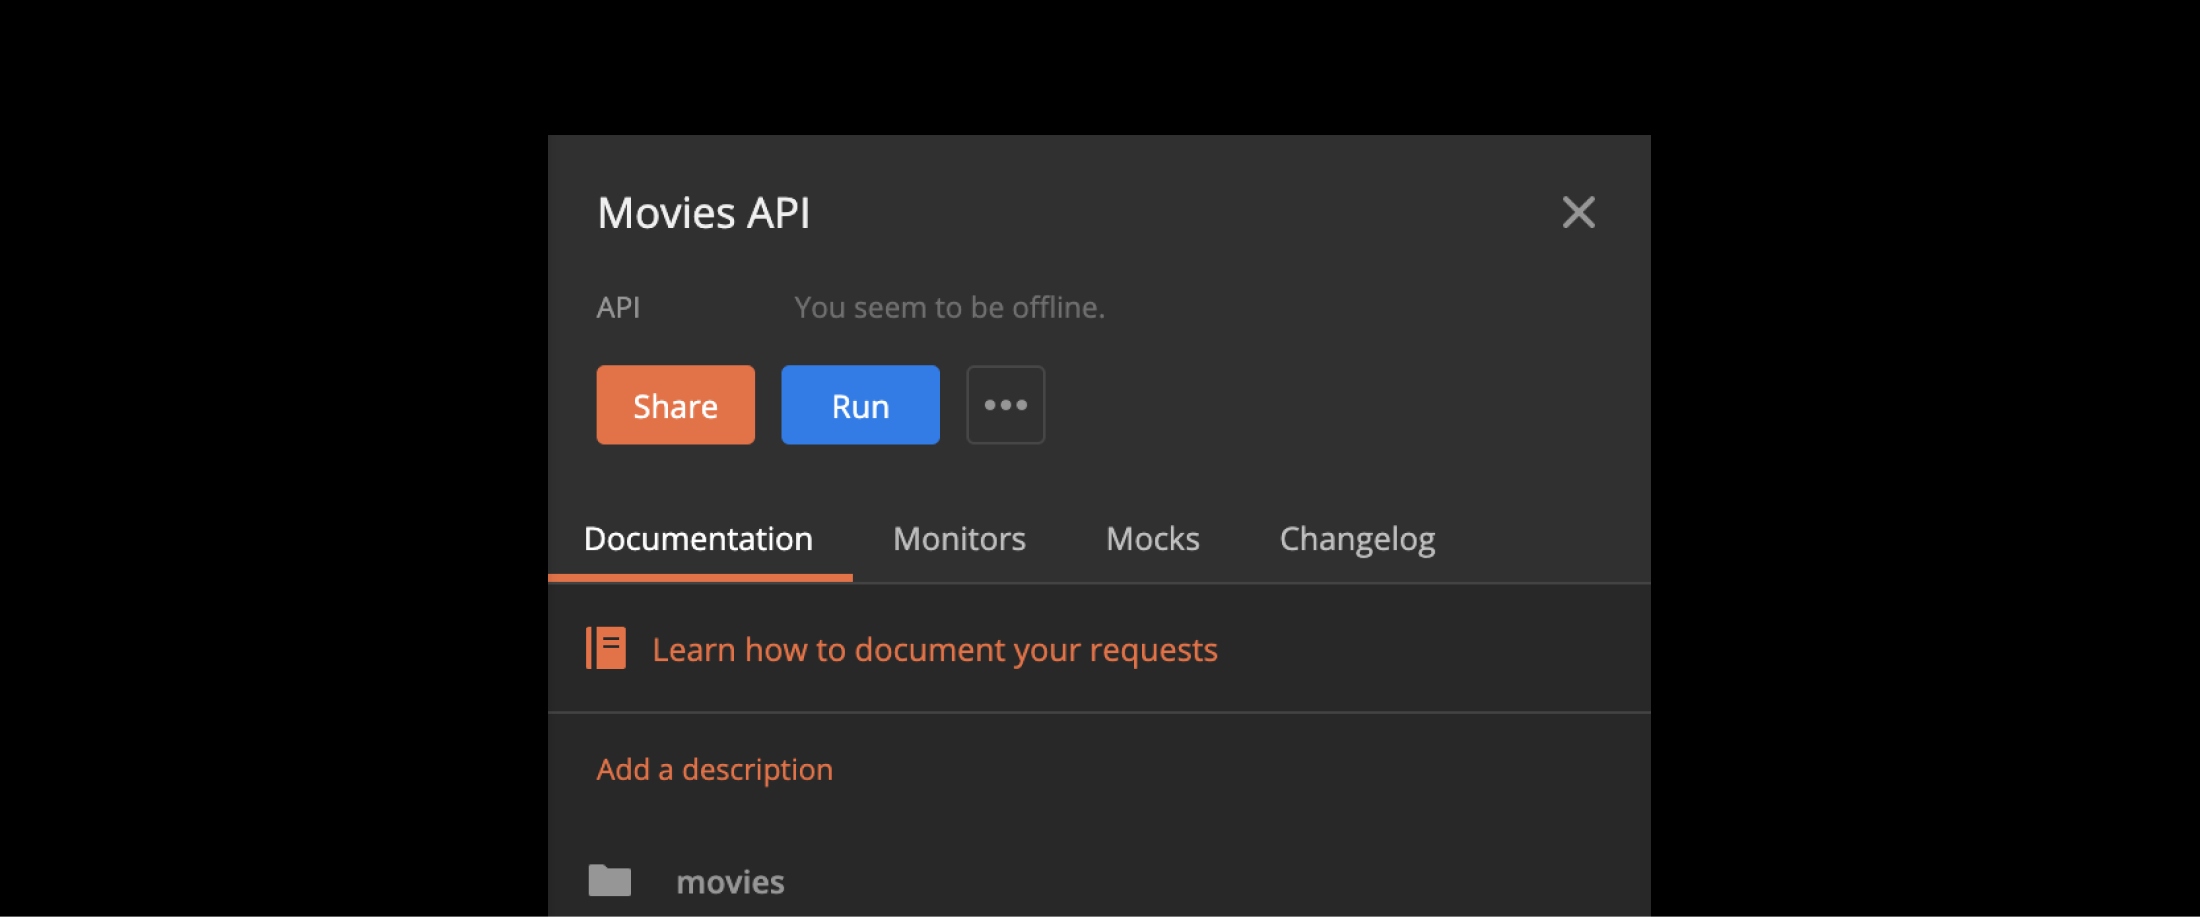 Movies API
API You seem to be offline.
Share Run
Documentation Monitors Mocks Changelog
Learn how to document your requests
Add a description
movies